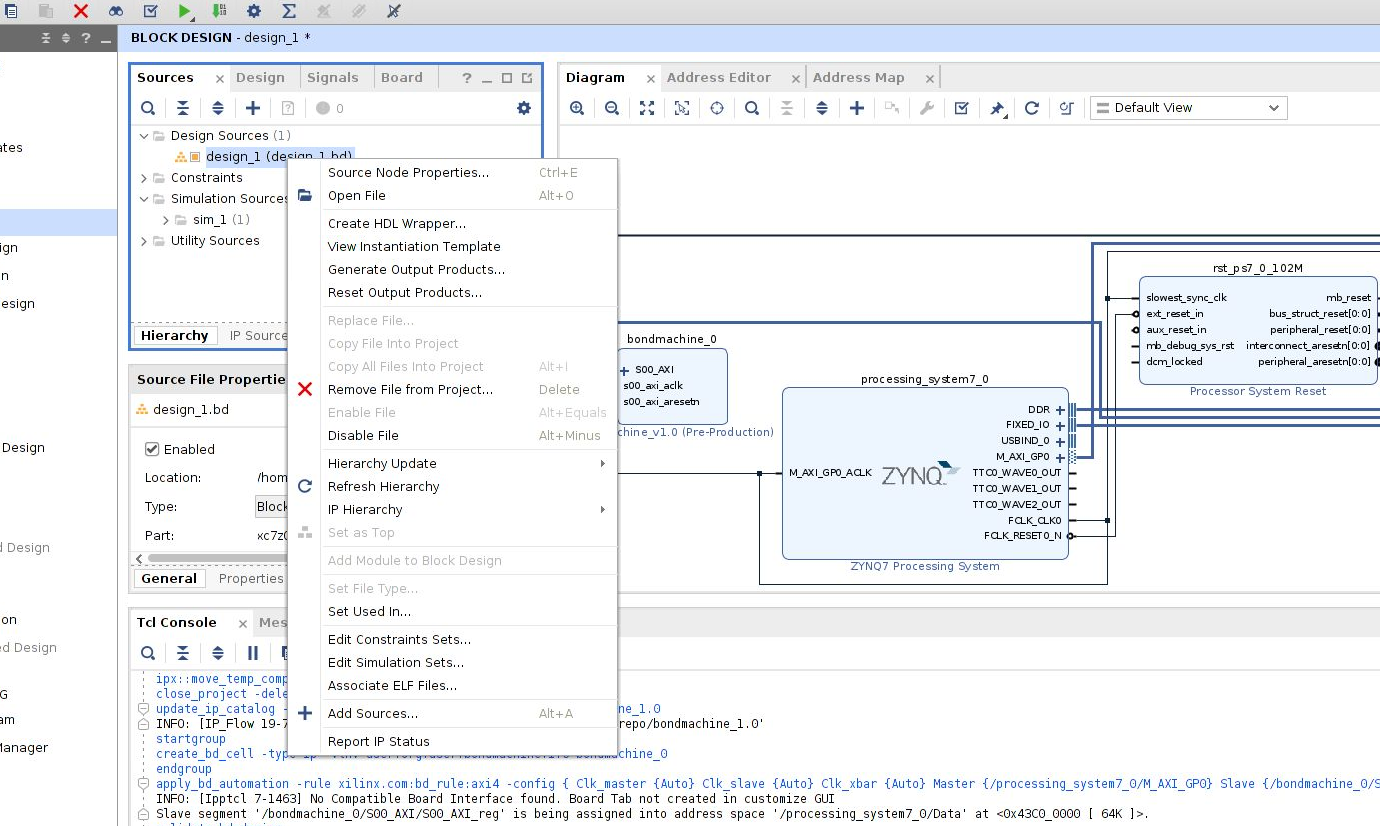 BLOCK DESIGN - design_1 *
Sources
Design
Signals
Board
?
0
Design Sources (1)
design_1 (design_1.bd)
Constraints
Simulation Sources
sim_1 (1)
Utility Sources
Hierarchy
IP Source
Source File Propertie
design_1.bd
Enabled
Location:
/hom
Type:
Block
Part:
xc7z0
General
Properties
ates
ign
n
esign
Design
d Design
on
ed Design
G
am
Manager
Source Node Properties... Ctrl+E
Open File Alt+O
Create HDL Wrapper...
View Instantiation Template
Generate Output Products...
Reset Output Products...
Replace File...
Copy File Into Project
Copy All Files Into Project Alt+I
Remove File from Project... Delete
Enable File Alt+Equals
Disable File Alt+Minus
Hierarchy Update
Refresh Hierarchy
IP Hierarchy
Set as Top
Add Module to Block Design
Set File Type...
Set Used In...
Edit Constraints Sets...
Edit Simulation Sets...
Associate ELF Files...
Add Sources... Alt+A
Report IP Status
Diagram
Address Editor
Address Map
Default View
bondmachine_0
S00_AXI
s00_axi_aclk
s00_axi_aresetn
chine_v1.0 (Pre-Production)
processing_system7_0
M_AXI_GP0_ACLK
ZYNQ
DDR
FIXED_IO
USBIND_0
M_AXI_GP0
TTC0_WAVE0_OUT
TTC0_WAVE1_OUT
TTC0_WAVE2_OUT
FCLK_CLK0
FCLK_RESET0_N
ZYNQ7 Processing System
rst_ps7_0_102M
slowest_sync_clk
ext_reset_in
aux_reset_in
mb_debug_sys_rst
dcm_locked
mb_reset
bus_struct_reset[0:0]
peripheral_reset[0:0]
interconnect_aresetn[0:0]
peripheral_aresetn[0:0]
Processor System Reset
Tcl Console
Mes
ipx::move_temp_comp
close_project -dele
update_ip_catalog - ne_1.0
INFO: [IP_Flow 19-7 repo/bondmachine_1.0'
startgroup
create_bd_cell -type bondmachine_0
endgroup
apply_bd_automation -rule xilinx.com:bd_rule:axi4 -config { Clk_master {Auto} Clk_slave {Auto} Clk_xbar {Auto} Master {/processing_system7_0/M_AXI_GP0} Slave {/bondmachine_0/S
INFO: [Ipptcl 7-1463] No Compatible Board Interface found. Board Tab not created in customize GUI
Slave segment '/bondmachine_0/S00_AXI/S00_AXI_reg' is being assigned into address space '/processing_system7_0/Data' at <0x43C0_0000 [ 64K ]>.